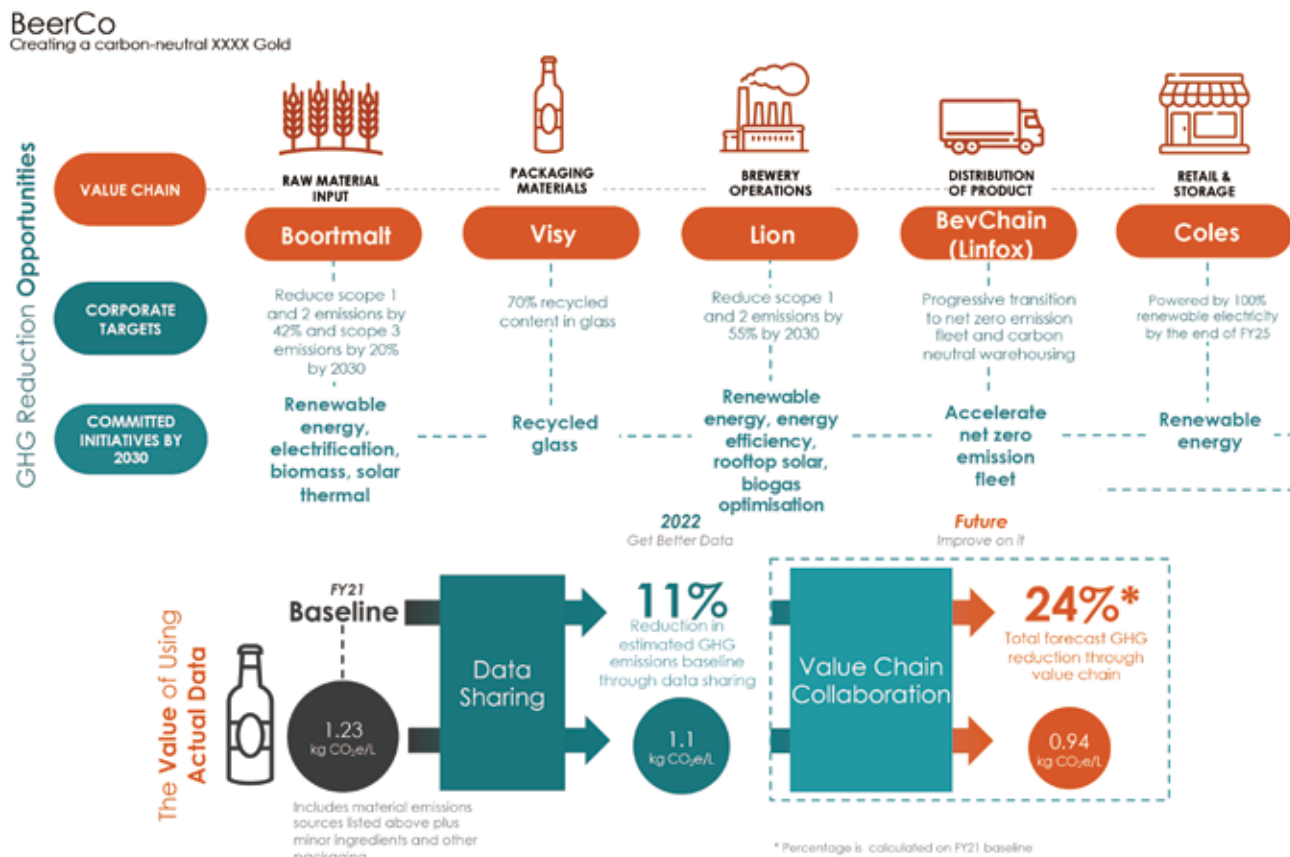 BeerCo
Creating a carbon-neutral XXXX Gold
GHG Reduction Opportunities
VALUE CHAIN
RAW MATERIAL
INPUT
PACKAGING
MATERIALS
BREWERY
OPERATIONS
DISTRIBUTION
OF PRODUCT
RETAIL &
STORAGE
Boortmalt
Visy
Lion
BevChain
(Linfox)
Coles
CORPORATE
TARGETS
Reduce scope 1
and 2 emissions by
42% and scope 3
emissions by 20%
by 2030
70% recycled
content in glass
Reduce scope 1
and 2 emissions by
55% by 2030
Progressive transition
to net zero emission
fleet and carbon
neutral warehousing
Powered by 100%
renewable electricity
by the end of FY25
COMMITTED
INITIATIVES BY
2030
Renewable
energy,
electrification,
biomass, solar
thermal
Recycled
glass
Renewable
energy, energy
efficiency,
rooftop solar,
biogas
optimisation
Accelerate
net zero
emission
fleet
Renewable
energy
The Value of Using
Actual Data
FY21
Baseline
1.23
kg CO₂e/L
Includes material emissions
sources listed above plus
minor ingredients and other
packaging
Data
Sharing
2022
Get Better Data
11%
Reduction in
estimated GHG
emissions baseline
through data sharing
1.1
kg CO₂e/L
Value Chain
Collaboration
Future
Improve on it
24%*
Total forecast GHG
reduction through
value chain
0.94
kg CO₂e/L
* Percentage is calculated on FY21 baseline